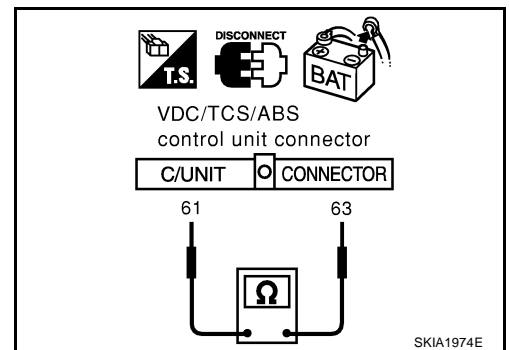 DISCONNECT
T.S.
BAT
VDC/TCS/ABS
control unit connector
C/UNIT
CONNECTOR
61
63
Ω
SKIA1974E